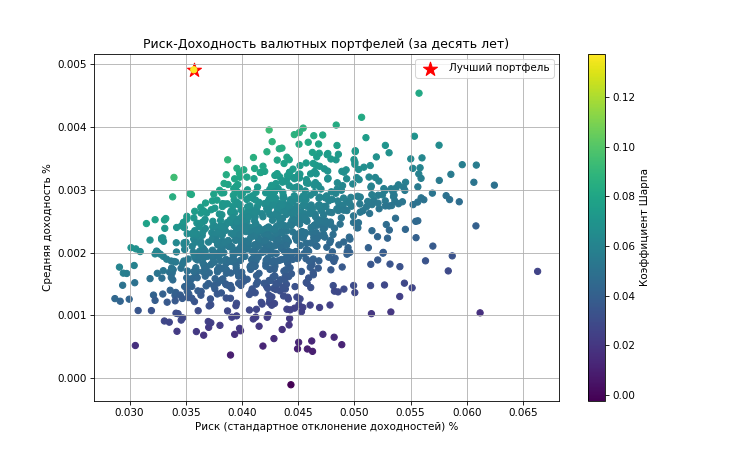 Риск-Доходность валютных портфелей (за десять лет)
Лучший портфель
Средняя доходность %
0.005
0.004
0.003
0.002
0.001
0.000
0.030 0.035 0.040 0.045 0.050 0.055 0.060 0.065
Риск (стандартное отклонение доходностей) %
0.12
0.10
0.08
0.06
0.04
0.02
0.00
Коэффициент Шарпа